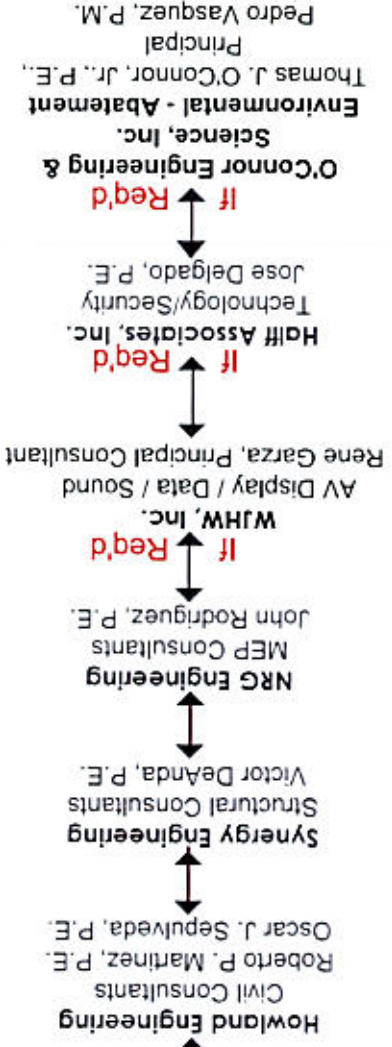 Howland Engineering
Civil Consultants
Roberto P. Martinez, P.E.
Oscar J. Sepulveda, P.E.
Synergy Engineering
Structural Consultants
Victor DeAnda, P.E.
NRG Engineering
MEP Consultants
John Rodriguez, P.E.
If Req'd
WJHW, Inc.
AV Display / Data / Sound
Rene Garza, Principal Consultant
If Req'd
Halff Associates, Inc.
Technology/Security
Jose Delgado, P.E.
If Req'd
O'Connor Engineering &
Science, Inc.
Environmental - Abatement
Thomas J. O'Connor, Jr., P.E.,
Principal
Pedro Vasquez, P.M.